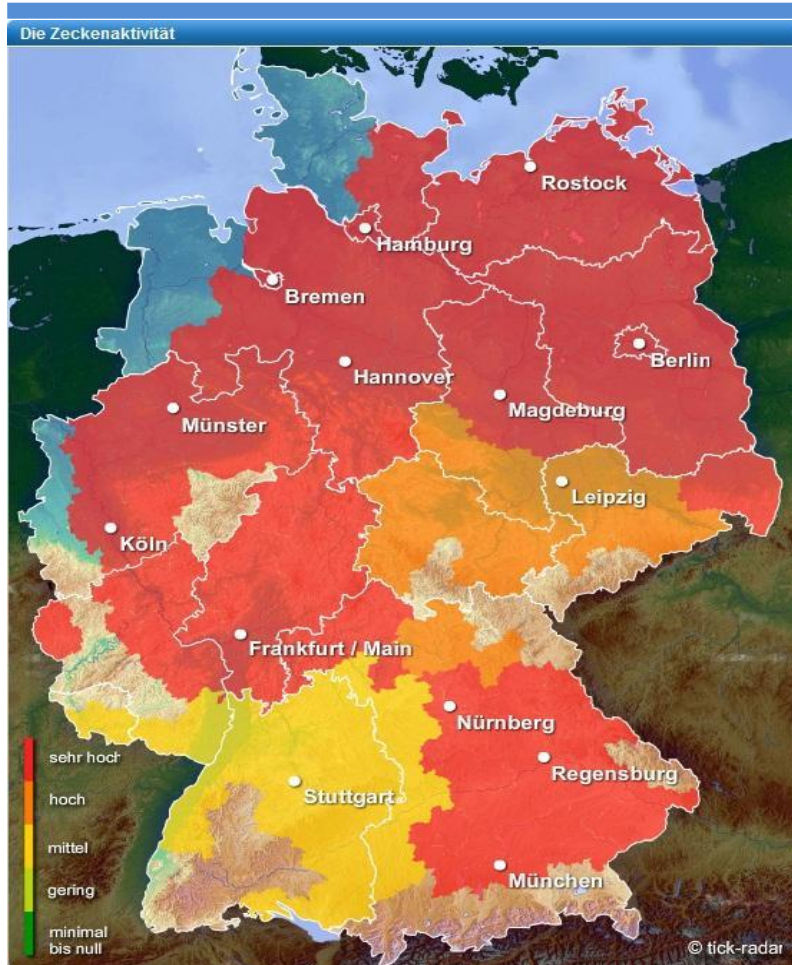 Die Zeckenaktivität
Rostock
Hamburg
Bremen
Berlin
Hannover
Magdeburg
Münster
Leipzig
Köln
Frankfurt / Main
Nürnberg
Regensburg
Stuttgart
München
sehr hoch
hoch
mittel
gering
minimal
bis null
© tick-radar